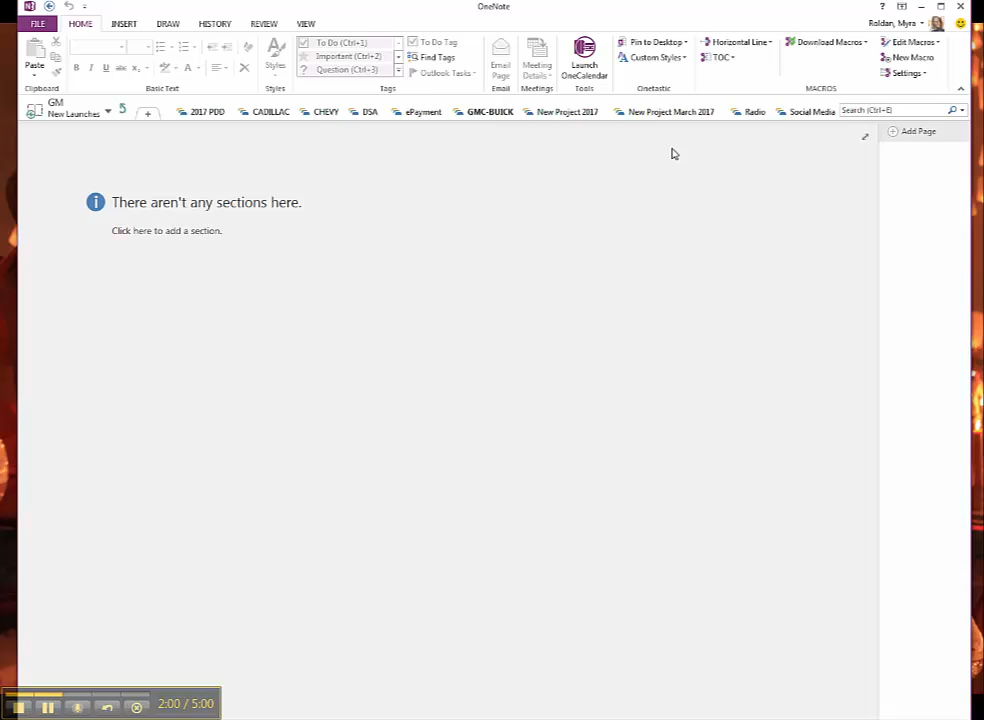 OneNote
?
FILE HOME INSERT DRAW HISTORY REVIEW VIEW
Roldan, Myra
Paste
B I U abc x₂ A
Styles
To Do (Ctrl+1)
Important (Ctrl+2)
Question (Ctrl+3)
To Do Tag
Find Tags
Outlook Tasks
Email Page
Meeting Details
Launch OneCalendar
Pin to Desktop
Custom Styles
Horizontal Line
TOC
Download Macros
Edit Macros
New Macro
Settings
Clipboard Basic Text Styles Tags Email Meetings Tools Onetastic MACROS
GM
New Launches
+ 2017 PDD CADILLAC CHEVY DSA ePayment GMC-BUICK New Project 2017 New Project March 2017 Radio Social Media
Search (Ctrl+E)
Add Page
There aren't any sections here.
Click here to add a section.
2:00 / 5:00